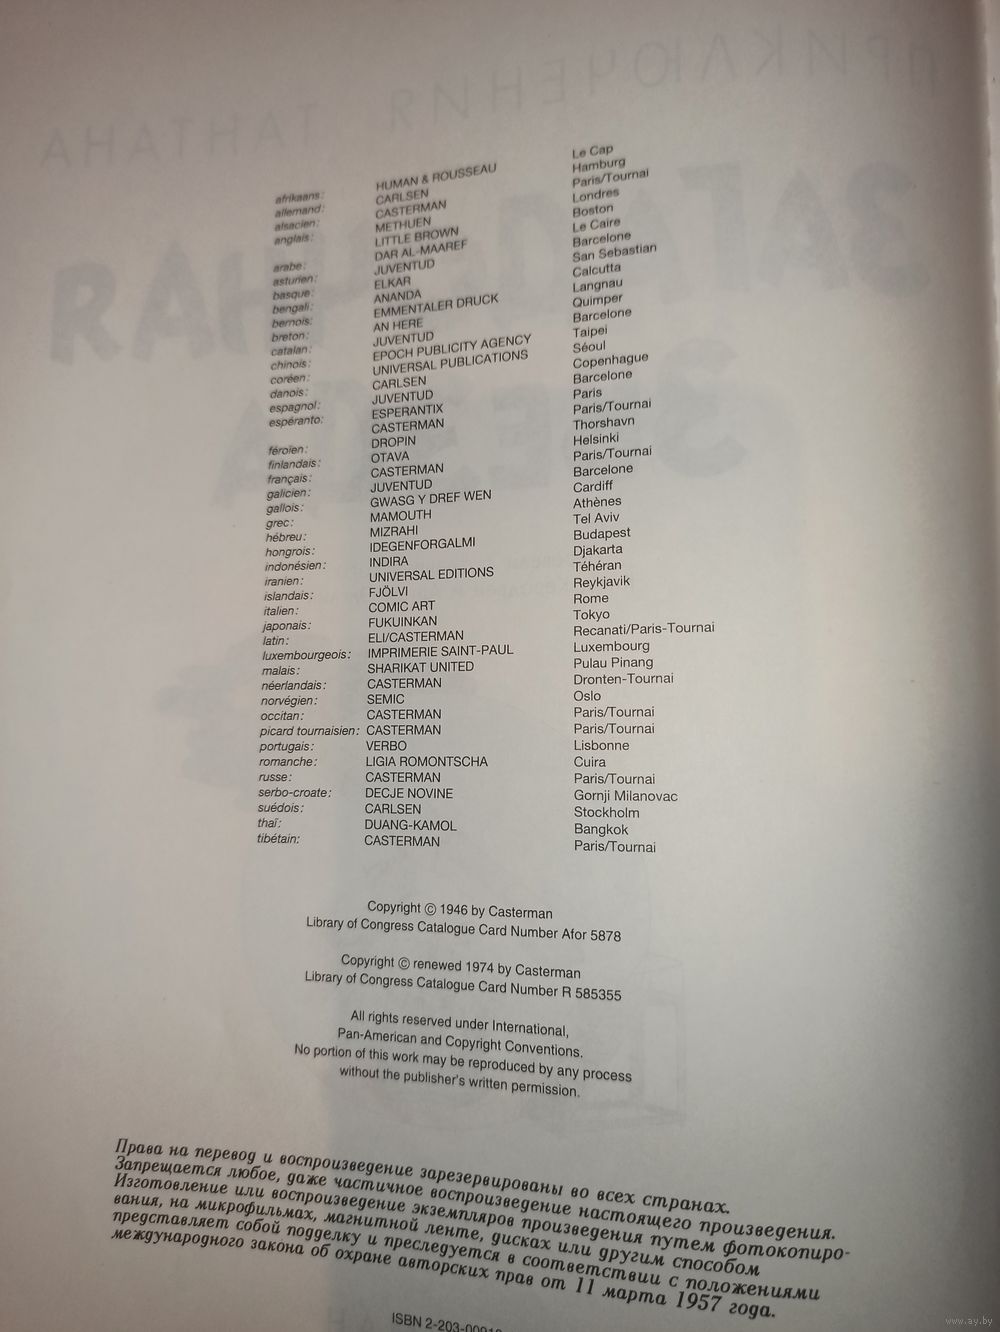 afrikaans: HUMAN & ROUSSEAU Le Cap
allemand: CARLSEN Hamburg
alsacien: CASTERMAN Paris/Tournai
anglais: METHUEN Londres
LITTLE BROWN Boston
arabe: DAR AL-MAAREF Le Caire
asturien: JUVENTUD Barcelone
basque: ELKAR San Sebastian
bengali: ANANDA Calcutta
bernois: EMMENTALER DRUCK Langnau
breton: AN HERE Quimper
catalan: JUVENTUD Barcelone
chinois: EPOCH PUBLICITY AGENCY Taipei
coréen: UNIVERSAL PUBLICATIONS Séoul
danois: CARLSEN Copenhague
espagnol: JUVENTUD Barcelone
espéranto: ESPERANTIX Paris
CASTERMAN Paris/Tournai
féroïen: DROPIN Thorshavn
finlandais: OTAVA Helsinki
français: CASTERMAN Paris/Tournai
galicien: JUVENTUD Barcelone
gallois: GWASG Y DREF WEN Cardiff
grec: MAMOUTH Athènes
hébreu: MIZRAHI Tel Aviv
hongrois: IDEGENFORGALMI Budapest
indonésien: INDIRA Djakarta
iranien: UNIVERSAL EDITIONS Téhéran
islandais: FJÖLVI Reykjavik
italien: COMIC ART Rome
japonais: FUKUINKAN Tokyo
latin: ELI/CASTERMAN Recanati/Paris-Tournai
luxembourgeois: IMPRIMERIE SAINT-PAUL Luxembourg
malais: SHARIKAT UNITED Pulau Pinang
néerlandais: CASTERMAN Dronten-Tournai
norvégien: SEMIC Oslo
occitan: CASTERMAN Paris/Tournai
picard tournaisien: CASTERMAN Paris/Tournai
portugais: VERBO Lisbonne
romanche: LIGIA ROMONTSCHA Cuira
russe: CASTERMAN Paris/Tournai
serbo-croate: DECJE NOVINE Gornji Milanovac
suédois: CARLSEN Stockholm
thaï: DUANG-KAMOL Bangkok
tibétain: CASTERMAN Paris/Tournai
Copyright © 1946 by Casterman
Library of Congress Catalogue Card Number Afor 5878
Copyright © renewed 1974 by Casterman
Library of Congress Catalogue Card Number R 585355
All rights reserved under International,
Pan-American and Copyright Conventions.
No portion of this work may be reproduced by any process
without the publisher's written permission.
Права на перевод и воспроизведение зарезервированы во всех странах.
Запрещается любое, даже частичное воспроизведение настоящего произведения.
Изготовление или воспроизведение экземпляров произведения путем фотокопиро-
вания, на микрофильмах, магнитной ленте, дисках или другим способом
представляет собой подделку и преследуется в соответствии с положениями
международного закона об охране авторских прав от 11 марта 1957 года.
ISBN 2-203-
www.ay.by